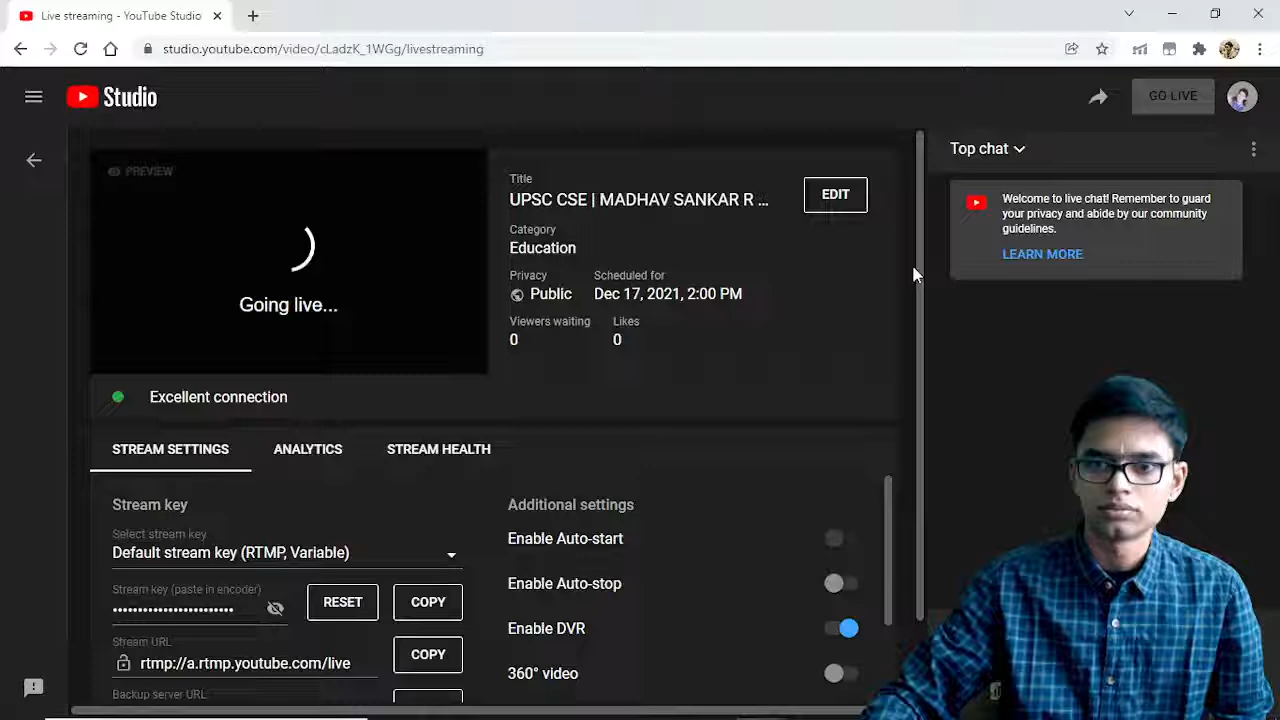 Live streaming - YouTube Studio
studio.youtube.com/video/cLadzK_1WGg/livestreaming
Studio
GO LIVE
PREVIEW
Going live...
Title
UPSC CSE | MADHAV SANKAR R ...
EDIT
Category
Education
Privacy
Scheduled for
Public
Dec 17, 2021, 2:00 PM
Viewers waiting
Likes
0
0
Excellent connection
STREAM SETTINGS
ANALYTICS
STREAM HEALTH
Stream key
Select stream key
Default stream key (RTMP, Variable)
Stream key (paste in encoder)
••••••••••••••••••••••••
RESET
COPY
Stream URL
rtmp://a.rtmp.youtube.com/live
COPY
Backup server URL
Additional settings
Enable Auto-start
Enable Auto-stop
Enable DVR
360° video
Top chat
Welcome to live chat! Remember to guard
your privacy and abide by our community
guidelines.
LEARN MORE